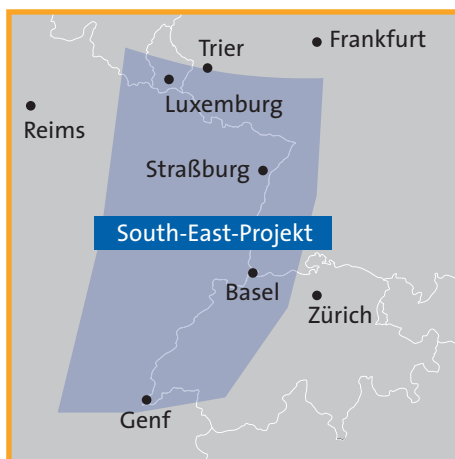 Trier
Frankfurt
Luxemburg
Reims
Straßburg
South-East-Projekt
Basel
Zürich
Genf